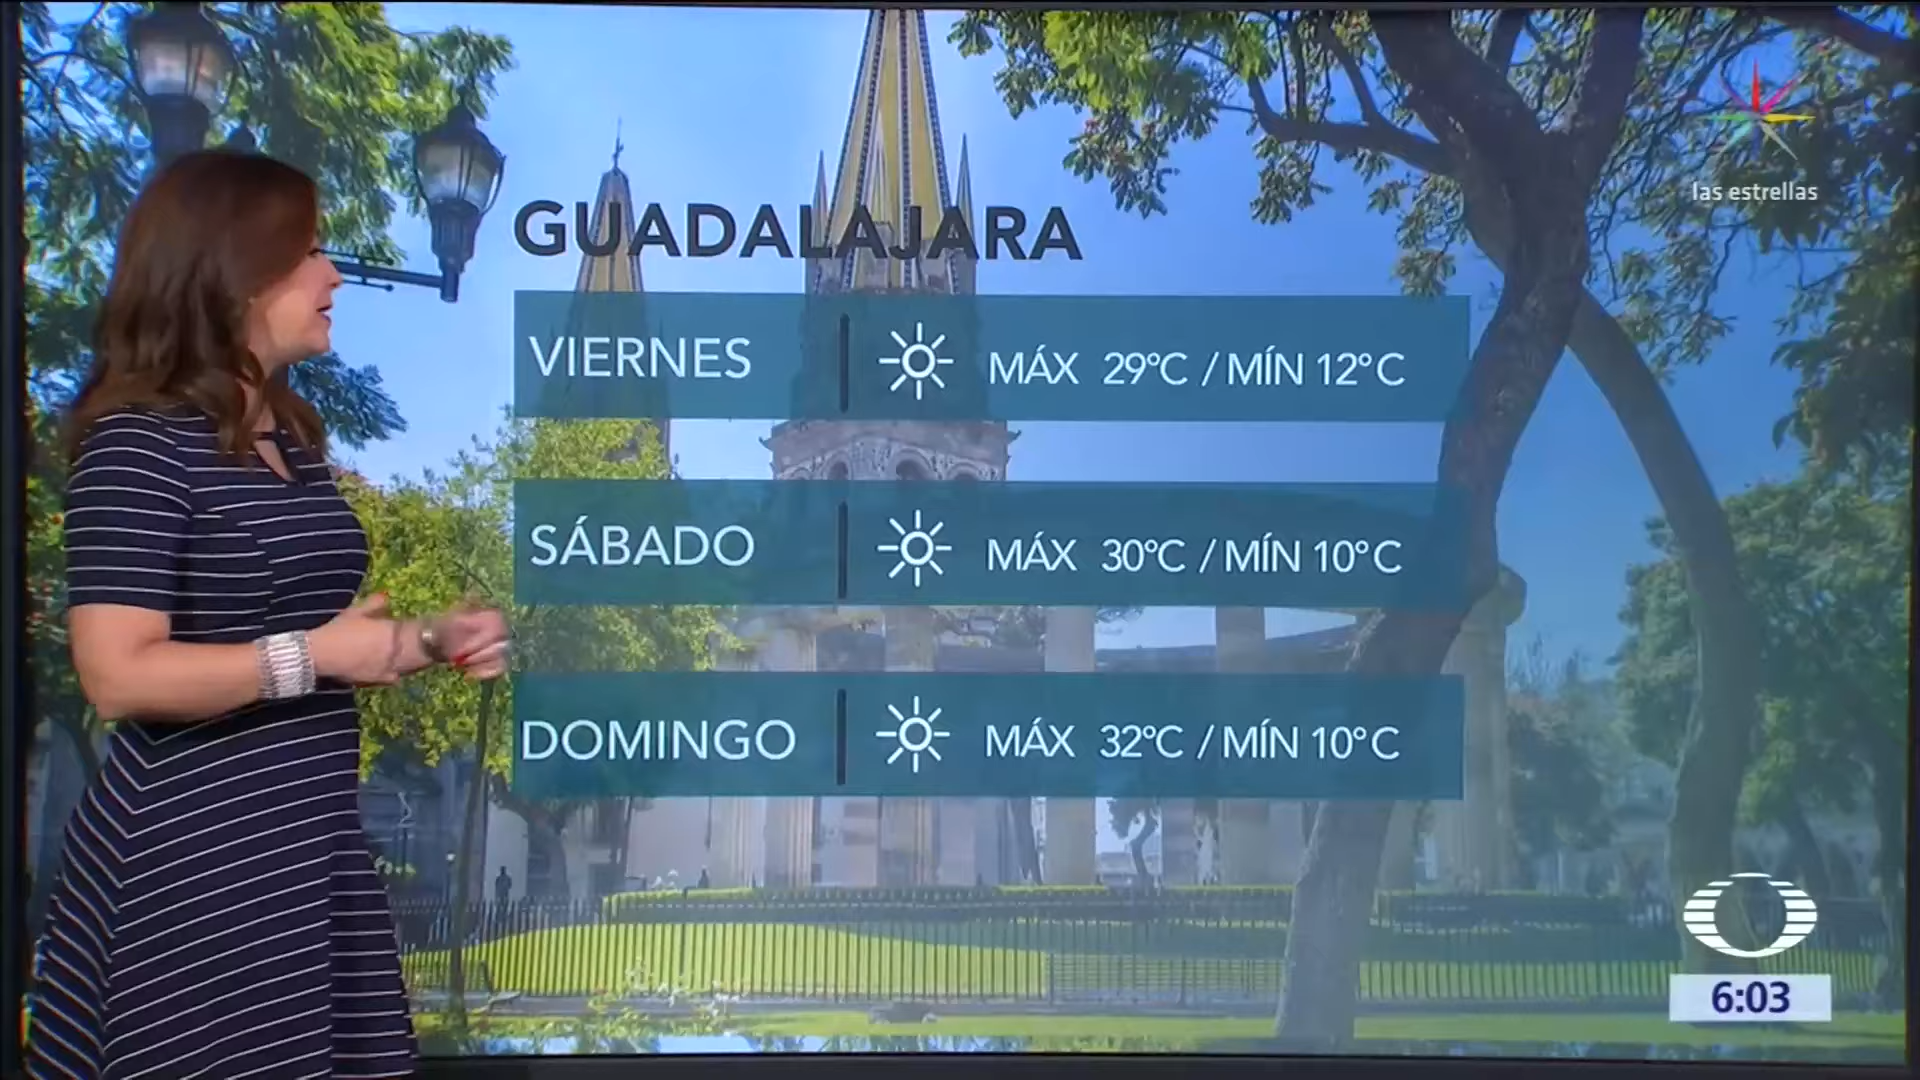 las estrellas
GUADALAJARA
VIERNES MÁX 29°C / MÍN 12°C
SÁBADO MÁX 30°C / MÍN 10°C
DOMINGO MÁX 32°C / MÍN 10°C
6:03